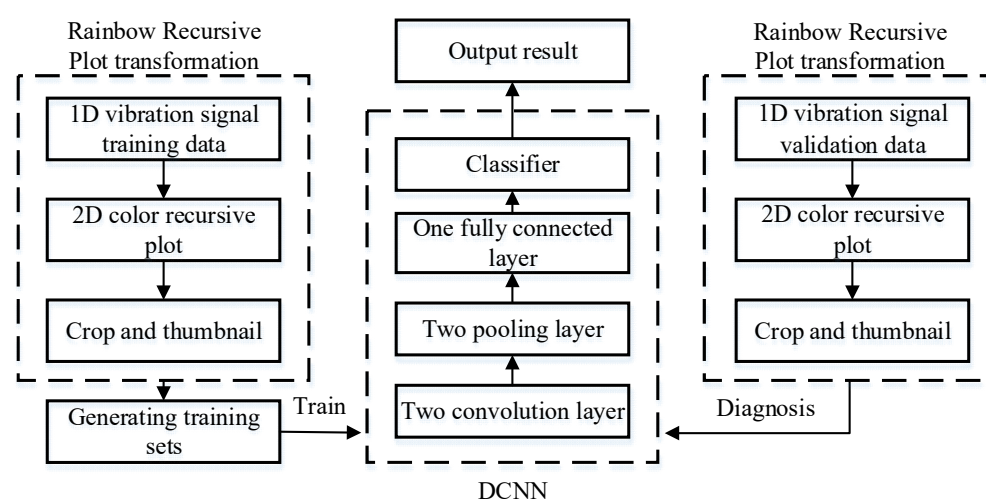 Rainbow Recursive
Plot transformation
1D vibration signal
training data
2D color recursive
plot
Crop and thumbnail
Generating training
sets
Train
Output result
Classifier
One fully connected
layer
Two pooling layer
Two convolution layer
DCNN
Rainbow Recursive
Plot transformation
1D vibration signal
validation data
2D color recursive
plot
Crop and thumbnail
Diagnosis